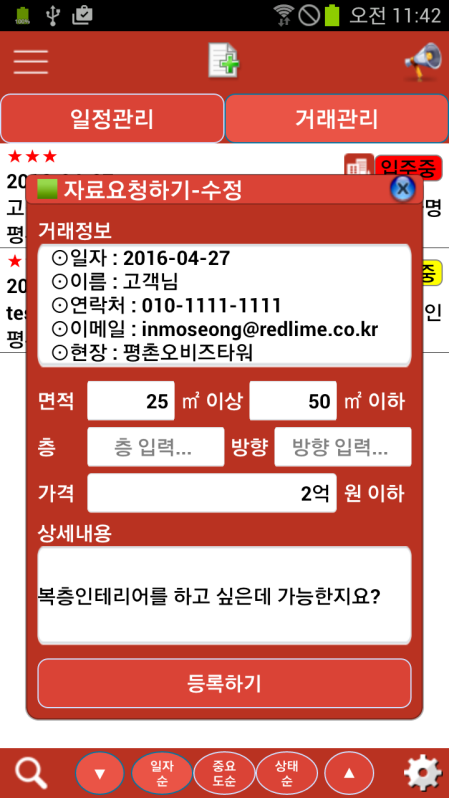 100%
오전 11:42
일정관리
거래관리
★★★
입주중
20
자료요청하기-수정
고
명
평
거래정보
⊙일자 : 2016-04-27
⊙이름 : 고객님
⊙연락처 : 010-1111-1111
⊙이메일 : inmoseong@redlime.co.kr
⊙현장 : 평촌오비즈타워
★
중
20
tes
인
평
면적 25 ㎡ 이상 50 ㎡ 이하
층 층 입력... 방향 방향 입력...
가격 2억 원 이하
상세내용
복층인테리어를 하고 싶은데 가능한지요?
등록하기
▼
일자
순
중요
도순
상태
순
▲